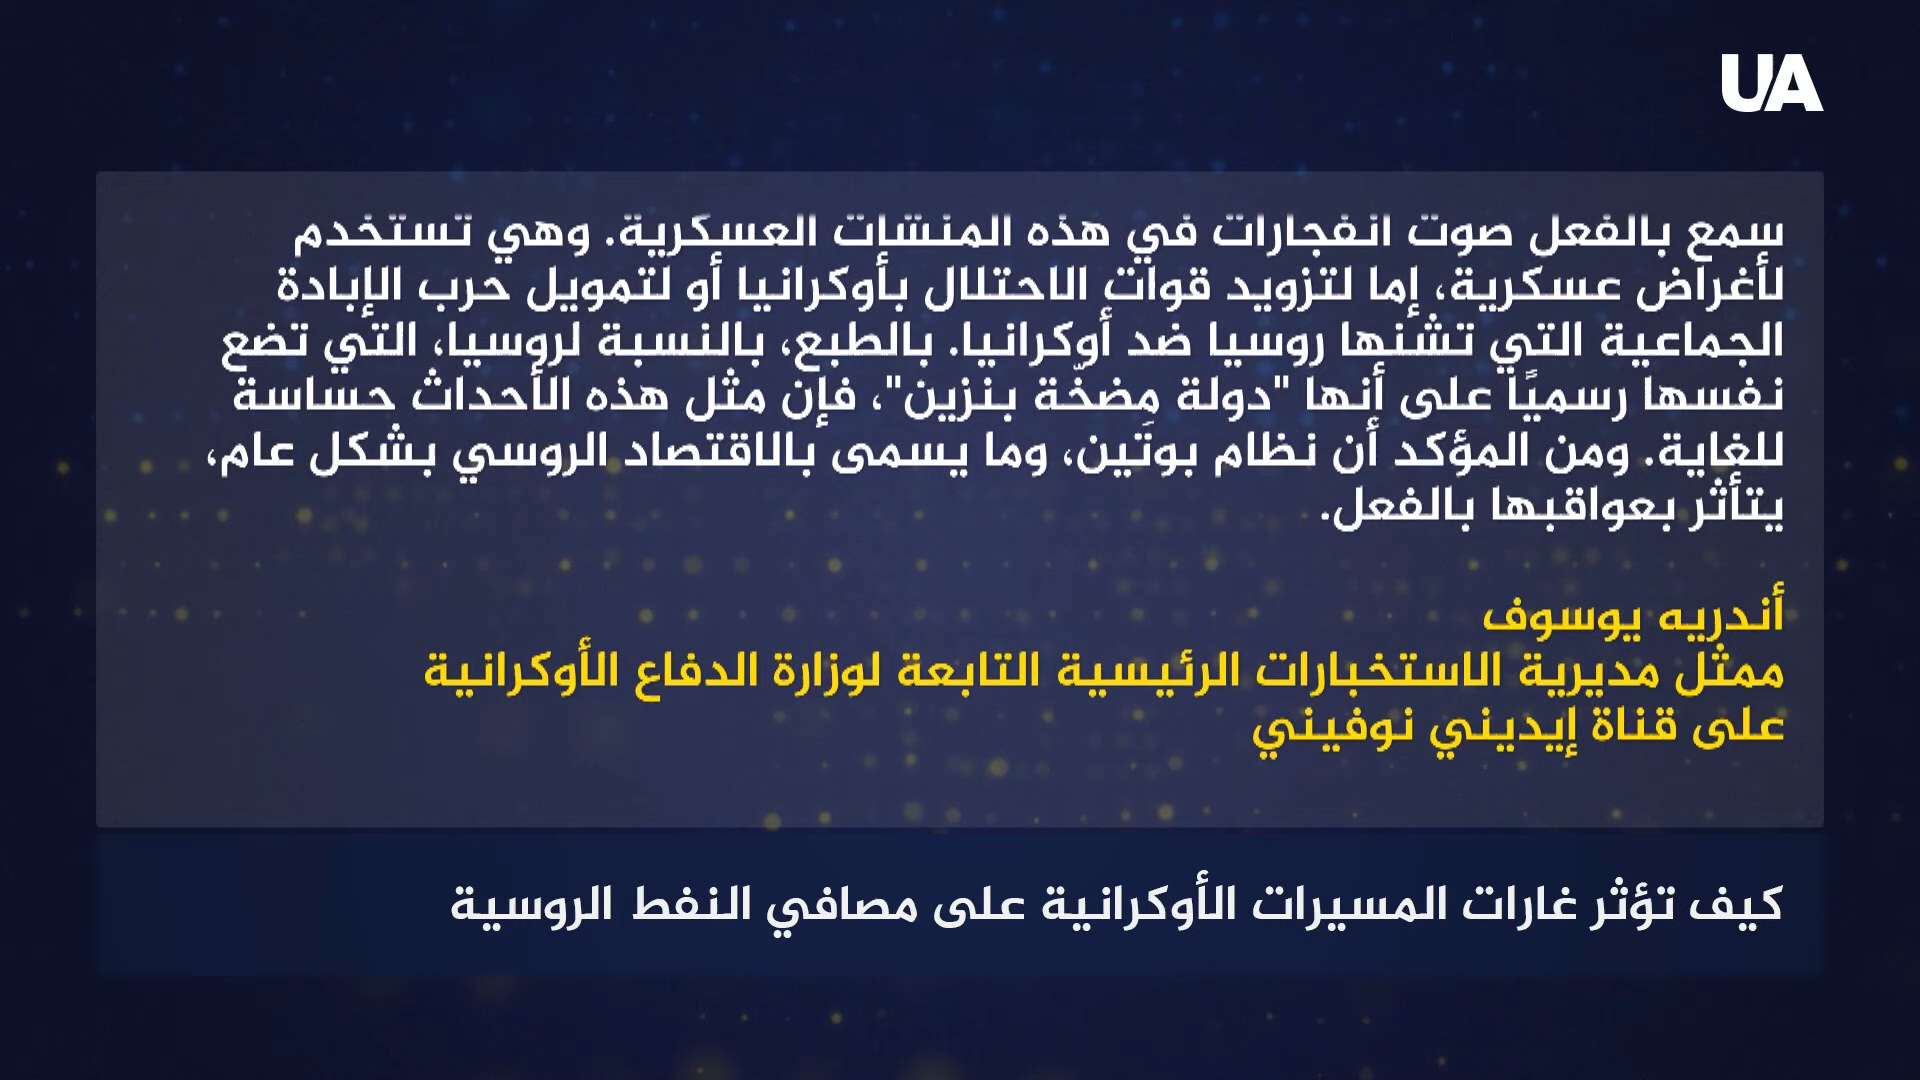 UA
سمع بالفعل صوت انفجارات في هذه المنشآت العسكرية. وهي تستخدم
لأغراض عسكرية، إما لتزويد قوات الاحتلال بأوكرانيا أو لتمويل حرب الإبادة
الجماعية التي تشنها روسيا ضد أوكرانيا. بالطبع، بالنسبة لروسيا، التي تضع
نفسها رسميًا على أنها "دولة مِضخّة بنزين"، فإن مثل هذه الأحداث حساسة
للغاية. ومن المؤكد أن نظام بوتَين، وما يسمى بالاقتصاد الروسي بشكل عام،
يتأثر بعواقبها بالفعل.
أندريه يوسوف
ممثل مديرية الاستخبارات الرئيسية التابعة لوزارة الدفاع الأوكرانية
على قناة إيديني نوفيني
كيف تؤثر غارات المسيرات الأوكرانية على مصافي النفط الروسية